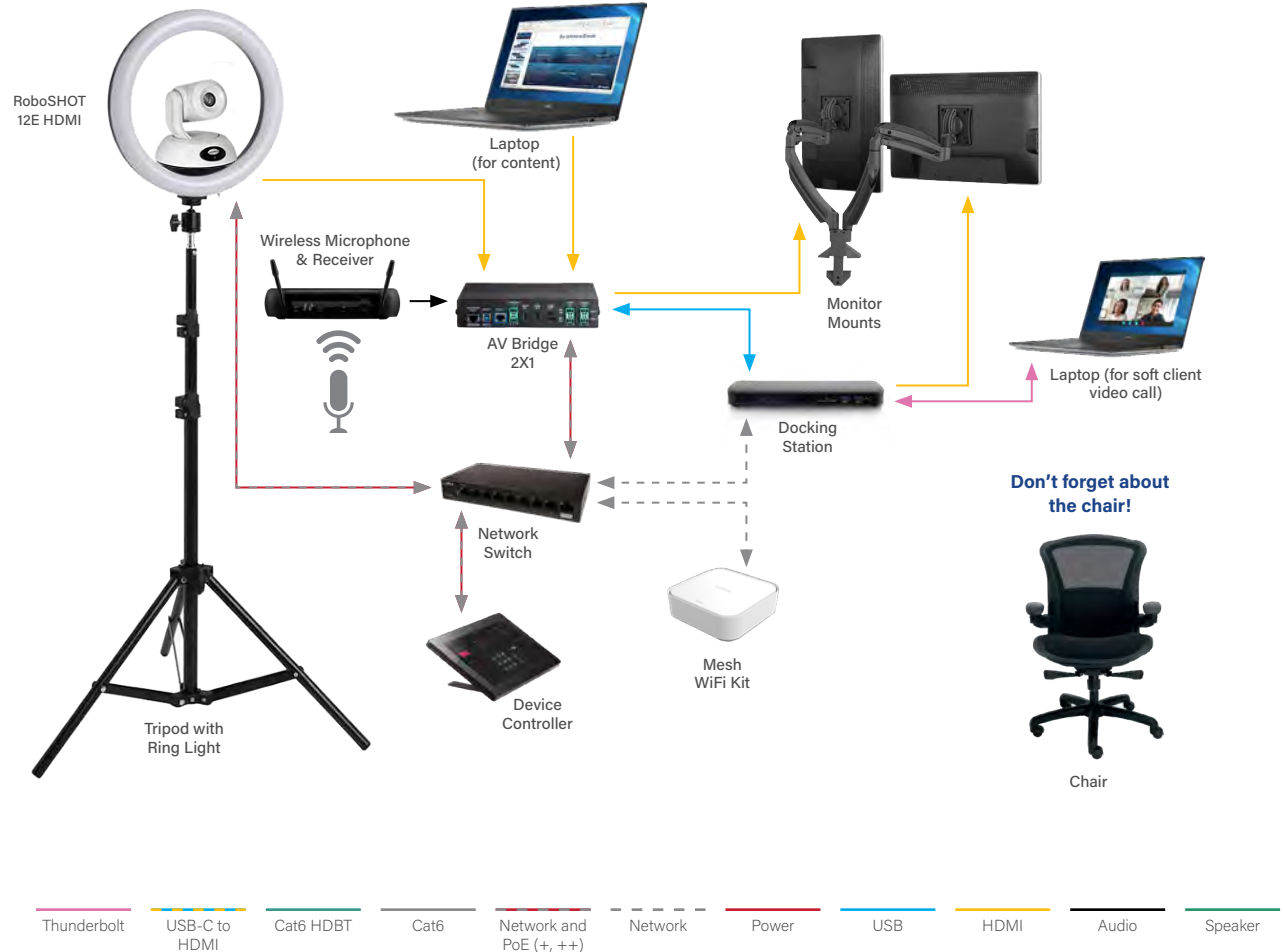 RoboSHOT
12E HDMI
Laptop
(for content)
Wireless Microphone
& Receiver
AV Bridge
2X1
Monitor
Mounts
Laptop (for soft client
video call)
Docking
Station
Network
Switch
Don't forget about
the chair!
Mesh
WiFi Kit
Device
Controller
Tripod with
Ring Light
Chair
Thunderbolt
USB-C to
HDMI
Cat6 HDBT
Cat6
Network and
PoE (+, ++)
Network
Power
USB
HDMI
Audio
Speaker